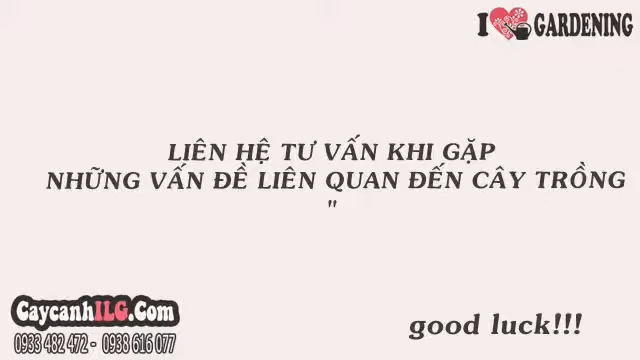 I GARDENING
LIÊN HỆ TƯ VẤN KHI GẶP
NHỮNG VẤN ĐỀ LIÊN QUAN ĐẾN CÂY TRỒNG
"
CaycanhILG.Com
0933 482 472 - 0938 616 077
good luck!!!